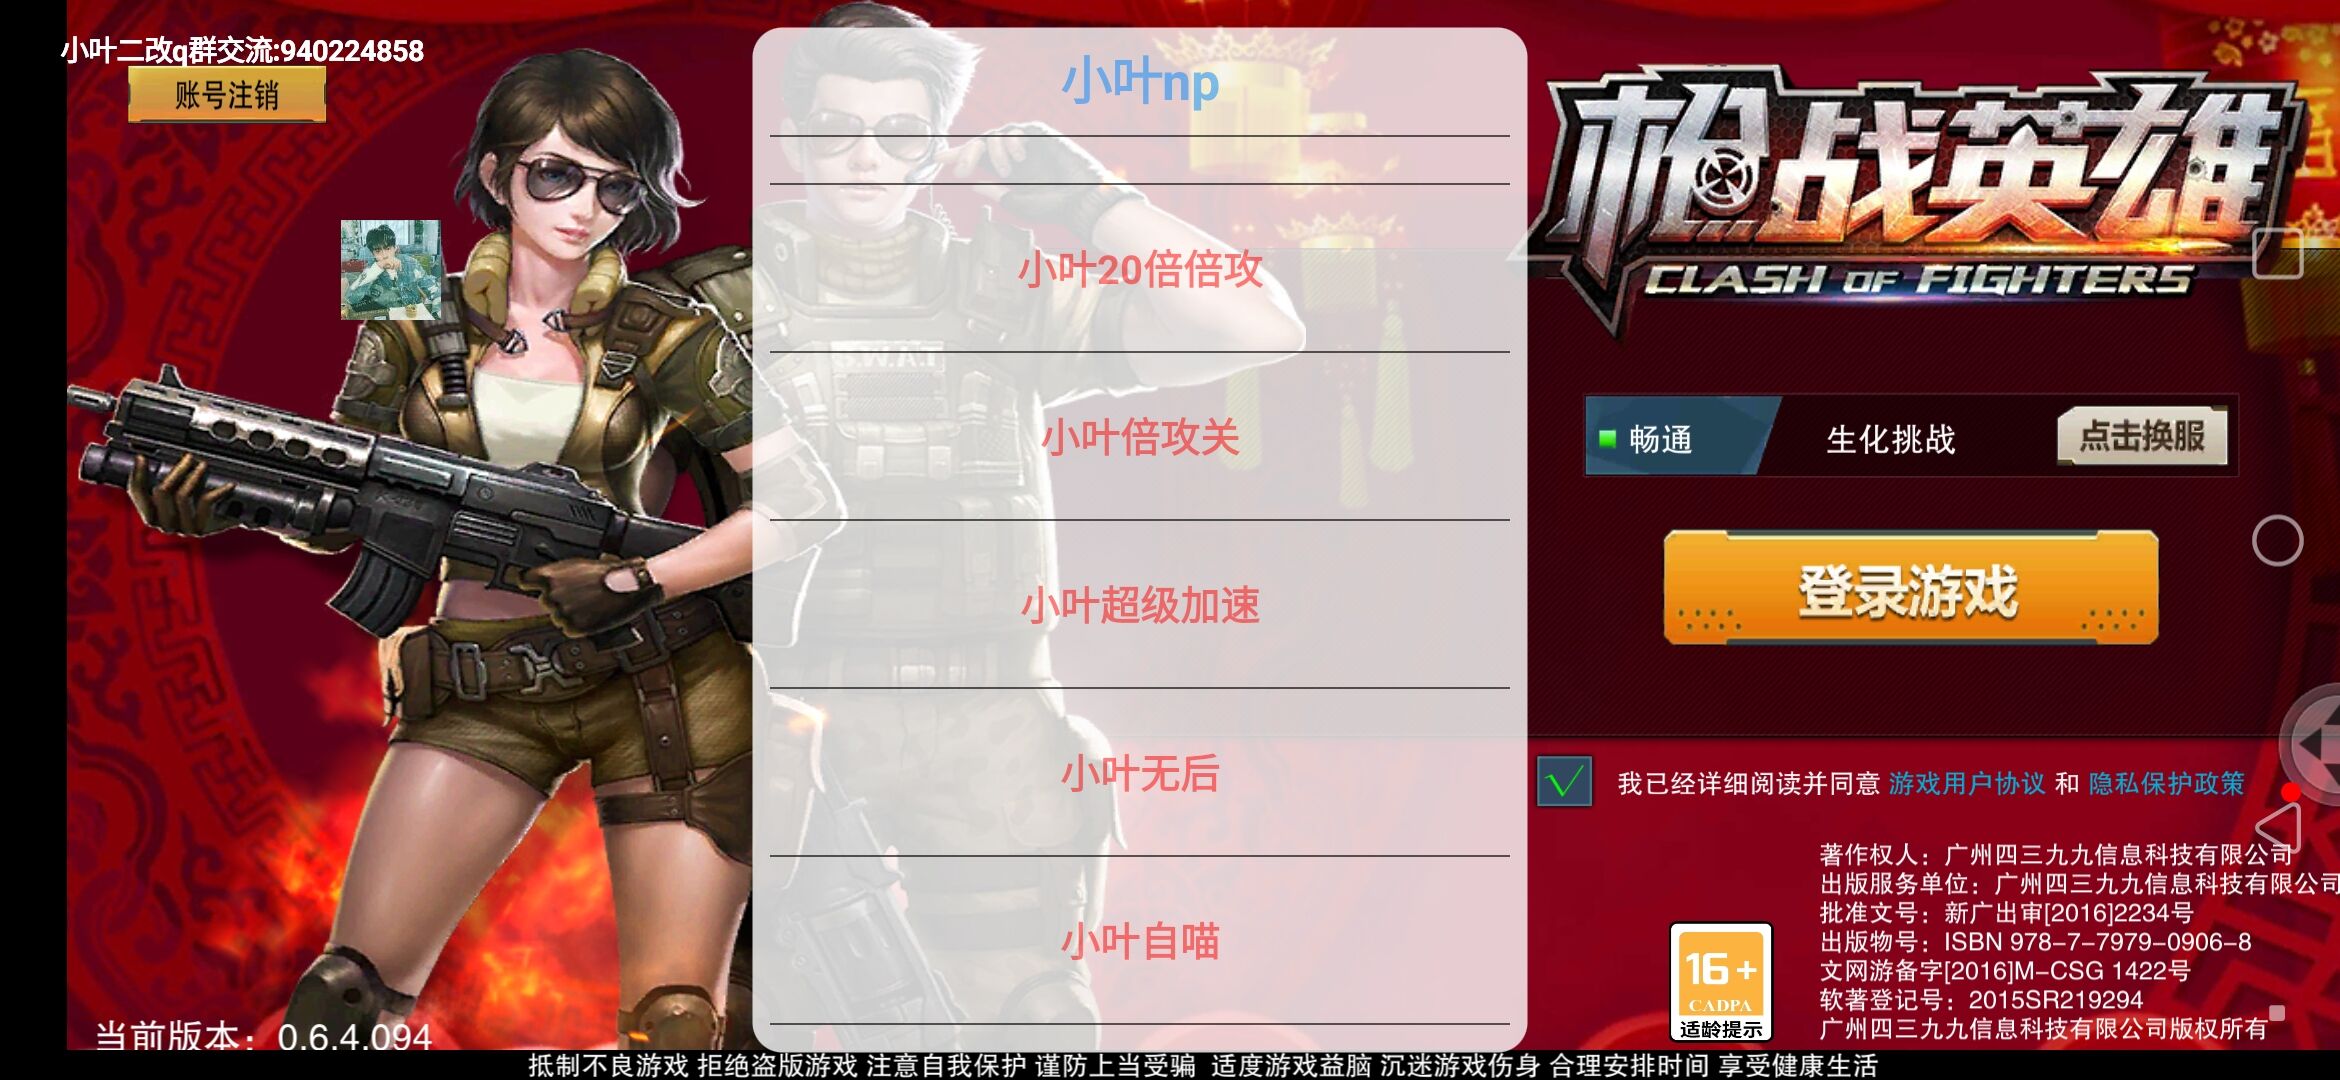 小叶二改q群交流:940224858
账号注销
小叶np
小叶20倍倍攻
小叶倍攻关
小叶超级加速
小叶无后
小叶自喵
S.W.A.T
枪战英雄
CLASH OF FIGHTERS
畅通
生化挑战
点击换服
登录游戏
我已经详细阅读并同意 游戏用户协议 和 隐私保护政策
著作权人：广州四三九九信息科技有限公司
出版服务单位：广州四三九九信息科技有限公司
批准文号：新广出审[2016]2234号
出版物号：ISBN 978-7-7979-0906-8
文网游备字[2016]M-CSG 1422号
软著登记号：2015SR219294
广州四三九九信息科技有限公司版权所有
16+
CADPA
适龄提示
当前版本：0.6.4.094
抵制不良游戏 拒绝盗版游戏 注意自我保护 谨防上当受骗 适度游戏益脑 沉迷游戏伤身 合理安排时间 享受健康生活